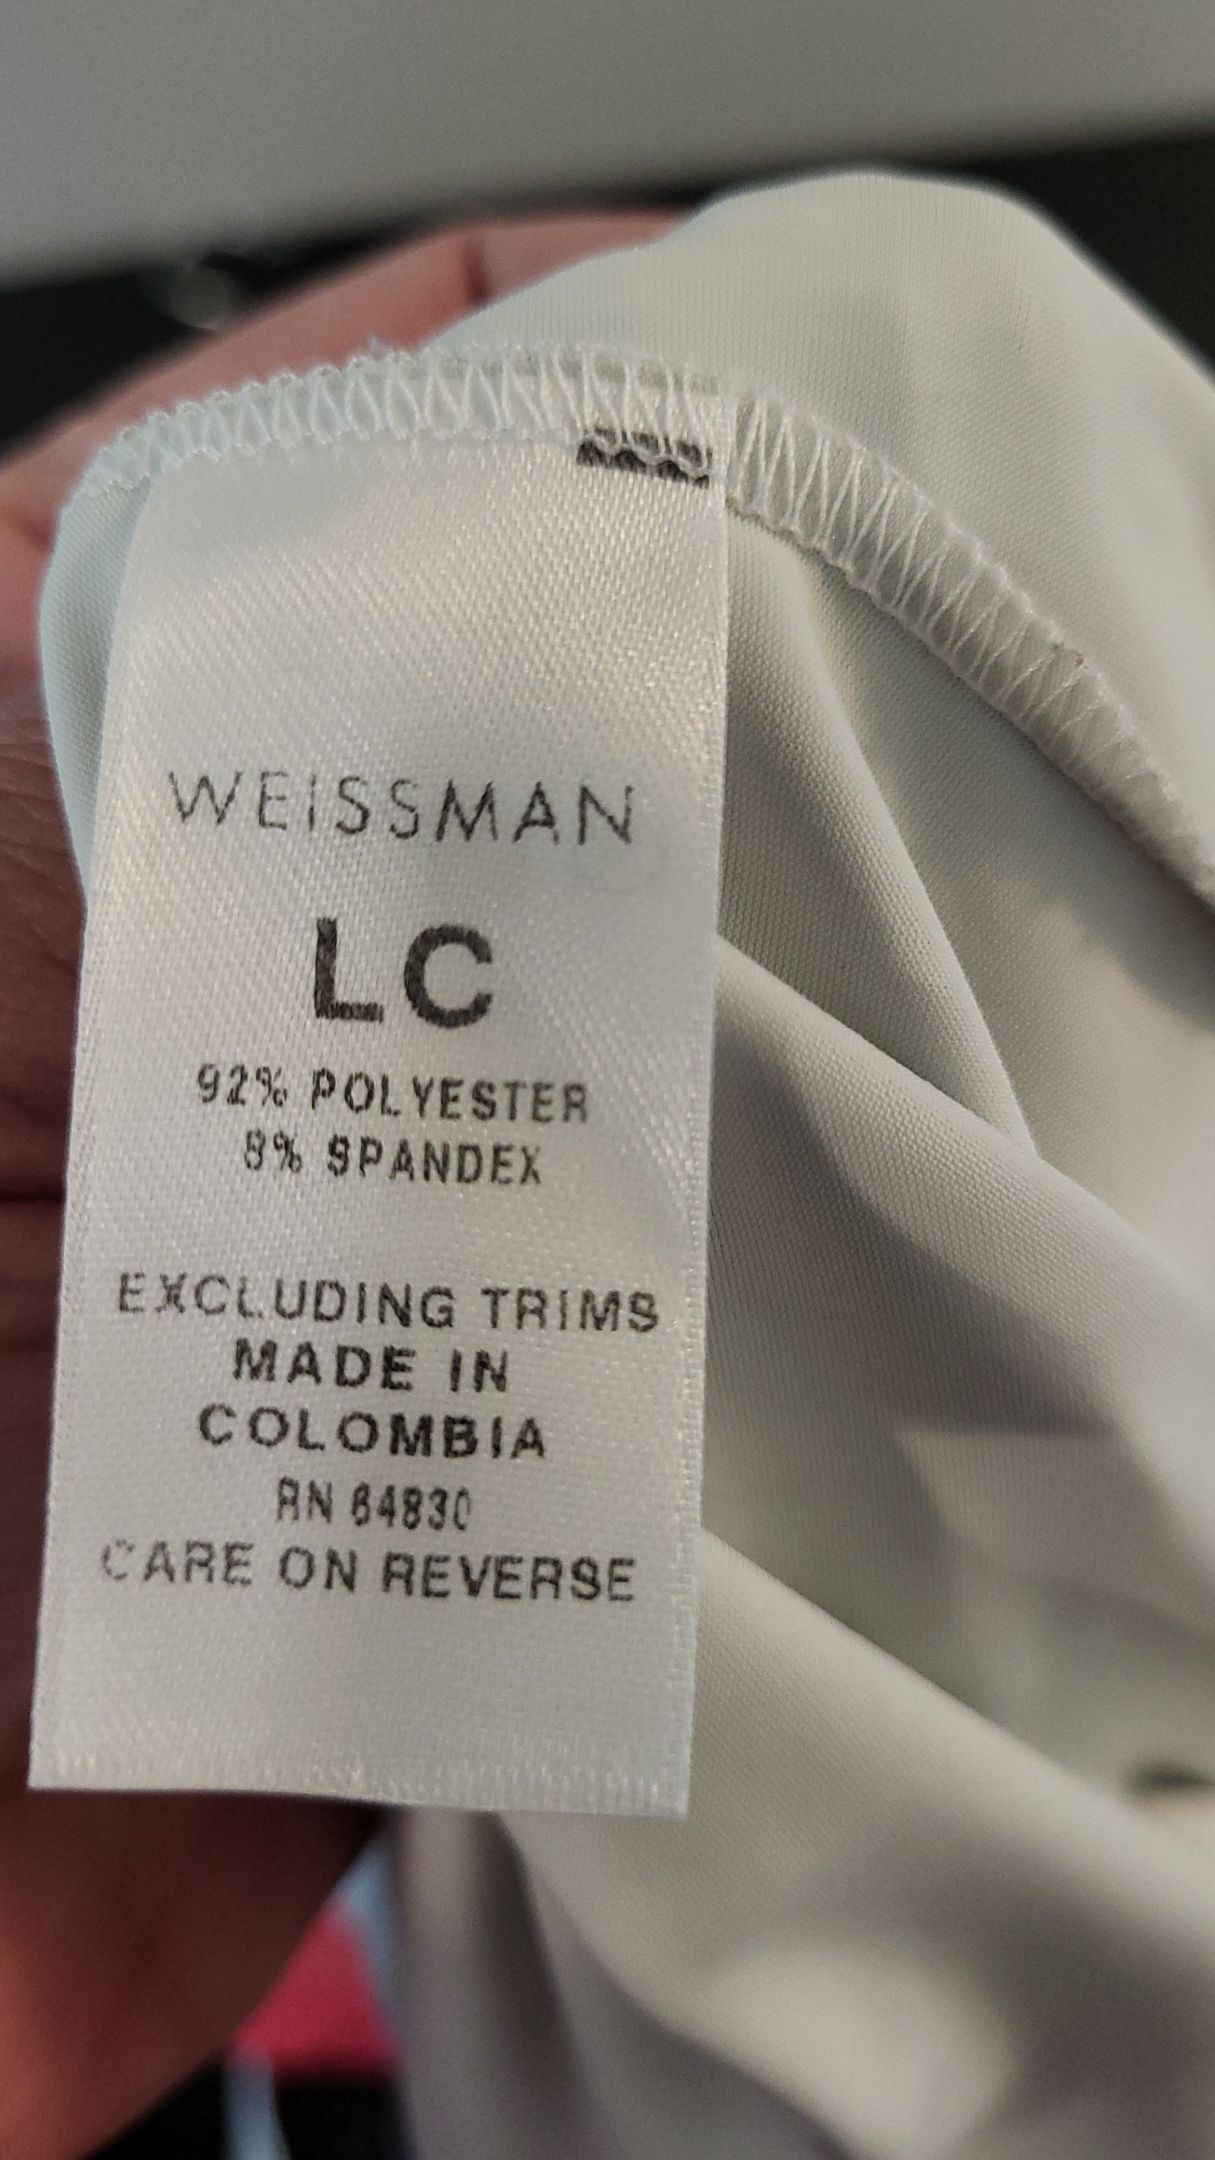 WEISSMAN
LC
92% POLYESTER
8% SPANDEX
EXCLUDING TRIMS
MADE IN
COLOMBIA
RN 64830
CARE ON REVERSE